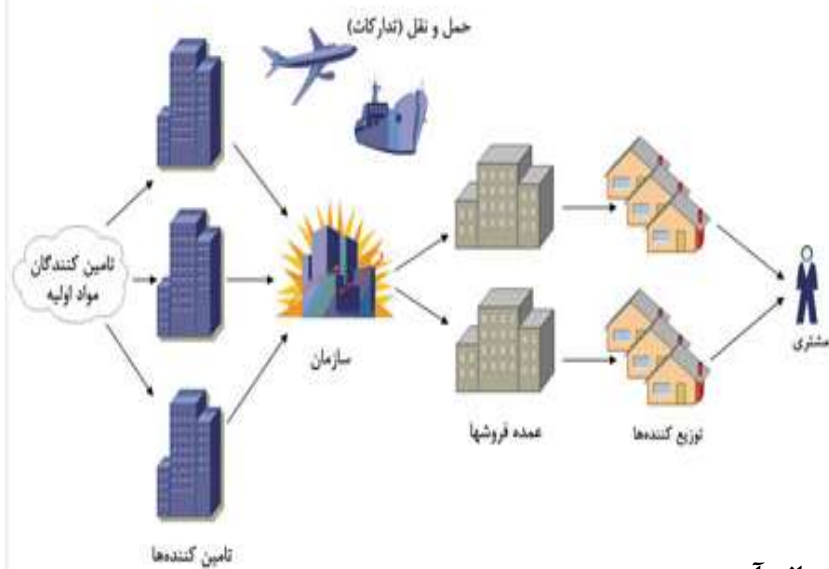 حمل و نقل (تدارکات)
تامین کنندگان
مواد اولیه
سازمان
مشتری
عمده فروشها
توزیع کننده‌ها
تامین کننده‌ها